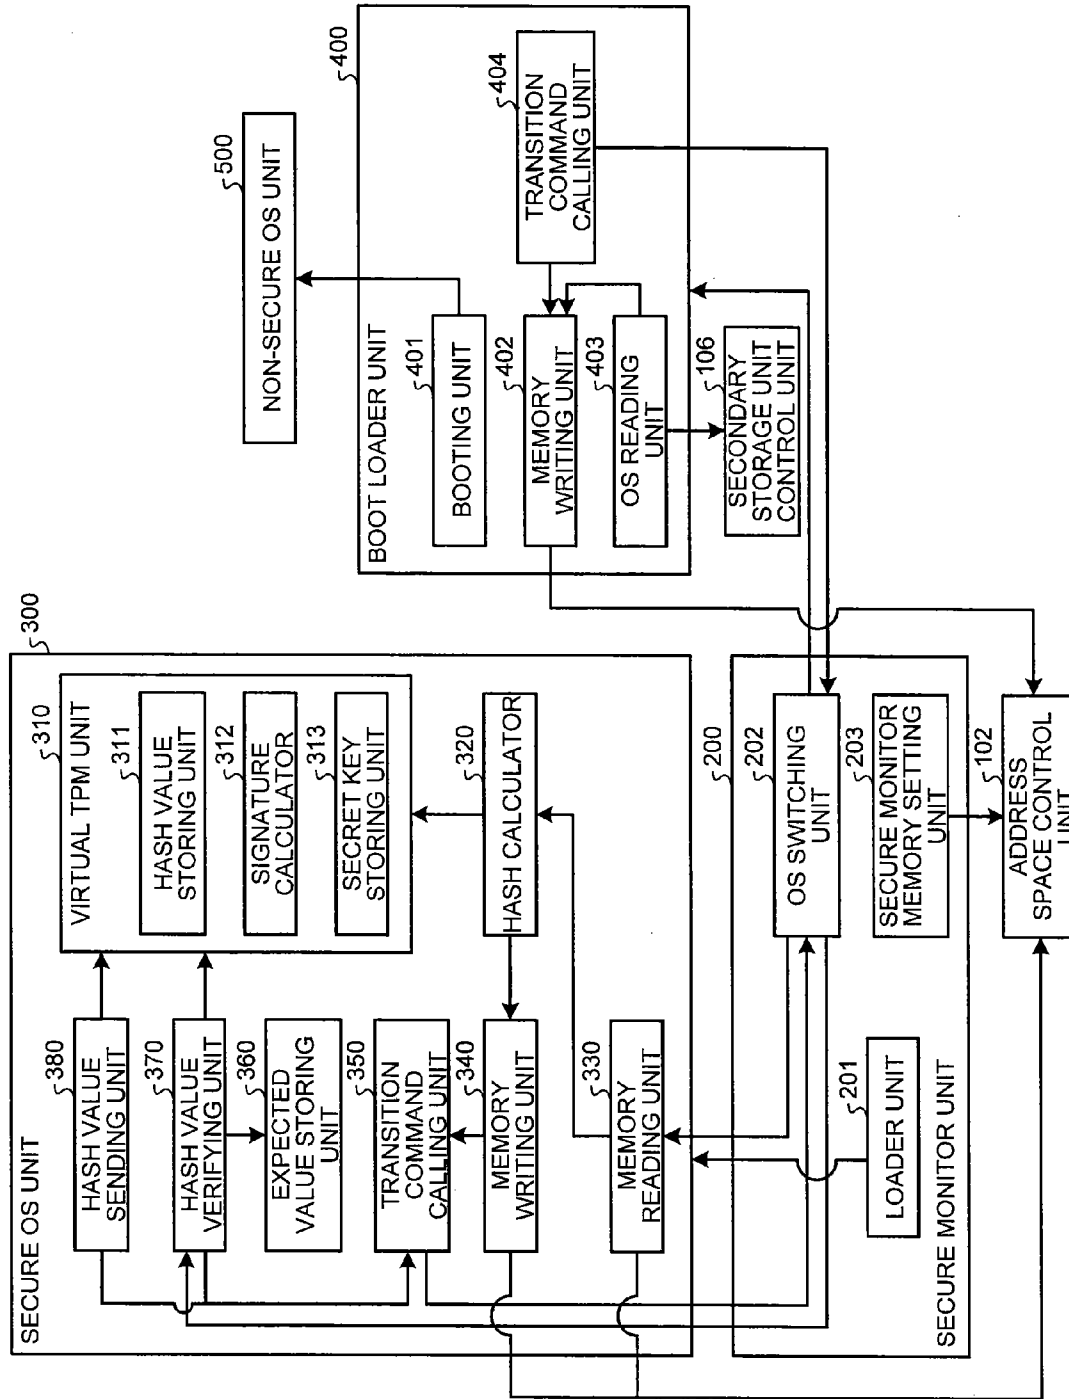 SECURE OS UNIT
300
VIRTUAL TPM UNIT
310
HASH VALUE
STORING UNIT
311
SIGNATURE
CALCULATOR
312
SECRET KEY
STORING UNIT
313
HASH VALUE
SENDING UNIT
380
HASH VALUE
VERIFYING UNIT
370
EXPECTED
VALUE STORING
UNIT
360
TRANSITION
COMMAND
CALLING UNIT
350
MEMORY
WRITING UNIT
340
HASH CALCULATOR
320
MEMORY
READING UNIT
330
NON-SECURE OS UNIT
500
BOOT LOADER UNIT
400
BOOTING UNIT
401
MEMORY
WRITING UNIT
402
OS READING
UNIT
403
TRANSITION
COMMAND
CALLING UNIT
404
SECONDARY
STORAGE UNIT
CONTROL UNIT
106
SECURE MONITOR UNIT
200
LOADER UNIT
201
OS SWITCHING
UNIT
202
SECURE MONITOR
MEMORY SETTING
UNIT
203
ADDRESS
SPACE CONTROL
UNIT
102